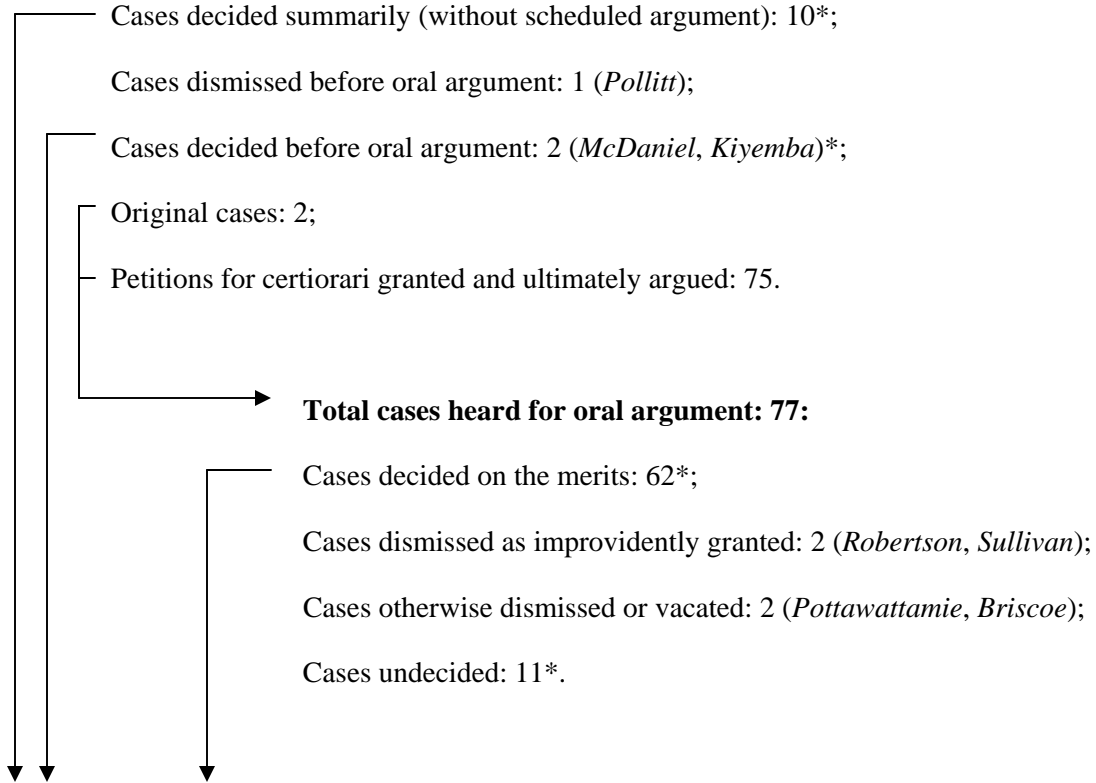 Cases decided summarily (without scheduled argument): 10*;
Cases dismissed before oral argument: 1 (Pollitt);
Cases decided before oral argument: 2 (McDaniel, Kiyemba)*;
Original cases: 2;
Petitions for certiorari granted and ultimately argued: 75.
Total cases heard for oral argument: 77:
Cases decided on the merits: 62*;
Cases dismissed as improvidently granted: 2 (Robertson, Sullivan);
Cases otherwise dismissed or vacated: 2 (Pottawattamie, Briscoe);
Cases undecided: 11*.